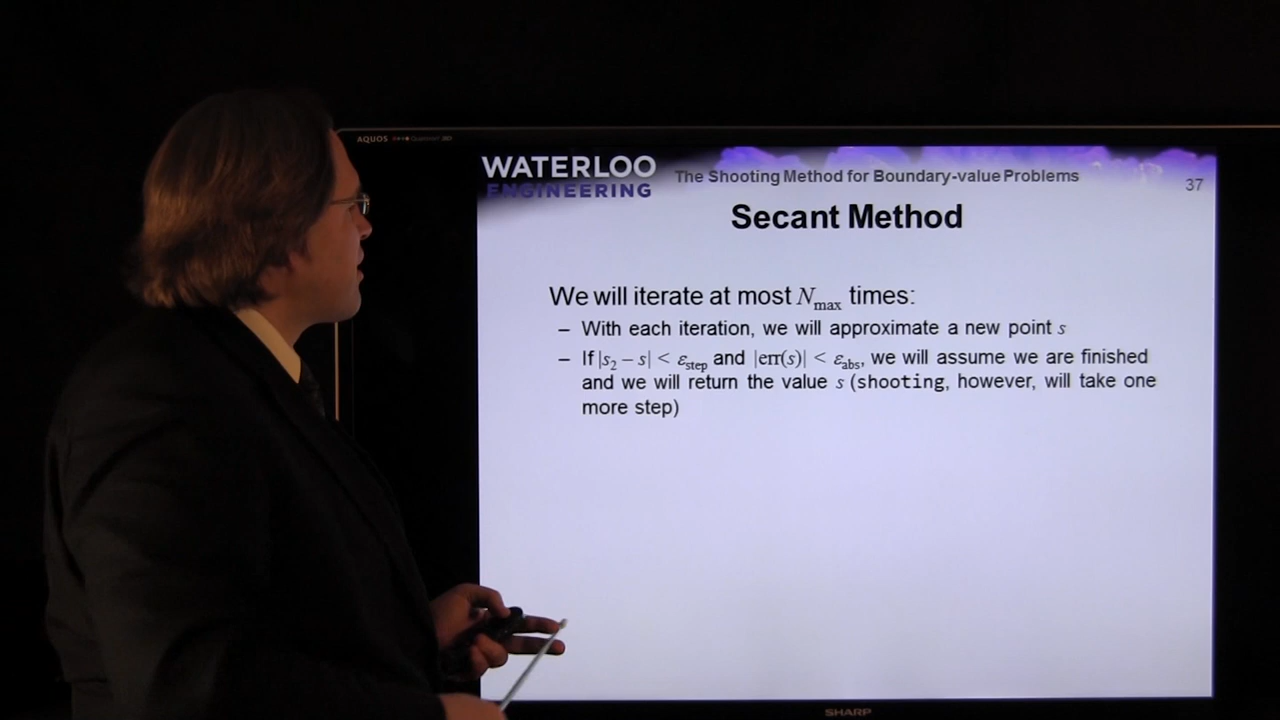 AQUOS
WATERLOO
ENGINEERING
The Shooting Method for Boundary-value Problems
37
Secant Method
We will iterate at most Nmax times:
– With each iteration, we will approximate a new point s
– If |s2 – s| < εstep and |err(s)| < εabs, we will assume we are finished
and we will return the value s (shooting, however, will take one
more step)
SHARP